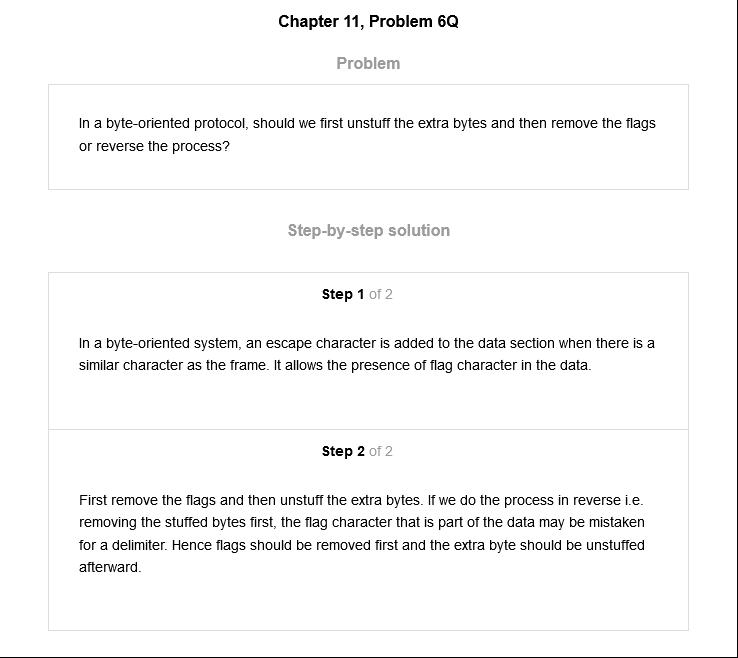 Chapter 11, Problem 6Q
Problem
In a byte-oriented protocol, should we first unstuff the extra bytes and then remove the flags
or reverse the process?
Step-by-step solution
Step 1 of 2
In a byte-oriented system, an escape character is added to the data section when there is a
similar character as the frame. It allows the presence of flag character in the data.
Step 2 of 2
First remove the flags and then unstuff the extra bytes. If we do the process in reverse i.e.
removing the stuffed bytes first, the flag character that is part of the data may be mistaken
for a delimiter. Hence flags should be removed first and the extra byte should be unstuffed
afterward.